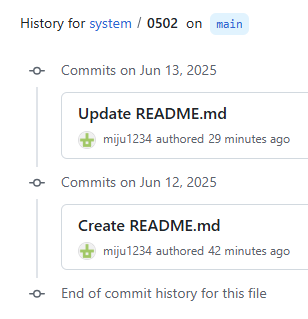 History for system / 0502 on main
Commits on Jun 13, 2025
Update README.md
miju1234 authored 29 minutes ago
Commits on Jun 12, 2025
Create README.md
miju1234 authored 42 minutes ago
End of commit history for this file